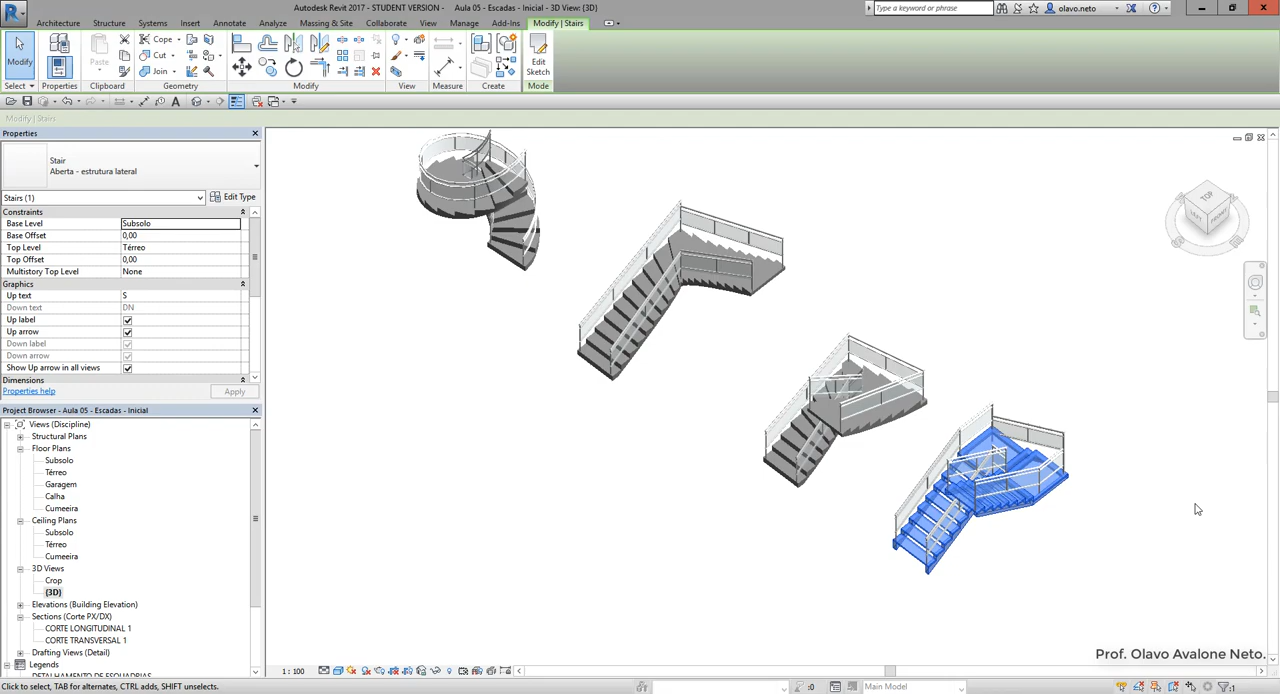 Autodesk Revit 2017 - STUDENT VERSION - Aula 05 - Escadas - Inicial - 3D View: {3D}
Type a keyword or phrase
olavo.neto
Architecture Structure Systems Insert Annotate Analyze Massing & Site Collaborate View Manage Add-Ins Modify | Stairs
Modify
Paste
Cope
Cut
Join
Edit
Sketch
Select Properties Clipboard Geometry Modify View Measure Create Mode
Modify | Stairs
Properties
Stair
Aberta - estrutura lateral
Stairs (1)
Edit Type
Constraints
Base Level Subsolo
Base Offset 0,00
Top Level Térreo
Top Offset 0,00
Multistory Top Level None
Graphics
Up text S
Down text DN
Up label
Up arrow
Down label
Down arrow
Show Up arrow in all views
Dimensions
Properties help
Apply
Project Browser - Aula 05 - Escadas - Inicial
Views (Discipline)
Structural Plans
Floor Plans
Subsolo
Térreo
Garagem
Calha
Cumeeira
Ceiling Plans
Subsolo
Térreo
Cumeeira
3D Views
Crop
{3D}
Elevations (Building Elevation)
Sections (Corte PX/DX)
CORTE LONGITUDINAL 1
CORTE TRANSVERSAL 1
Drafting Views (Detail)
Legends
DETALHAMENTO DE ESQUADRIAS
TOP
LEFT
FRONT
Prof. Olavo Avalone Neto.
1 : 100
Click to select, TAB for alternates, CTRL adds, SHIFT unselects.
:0
Main Model
:1